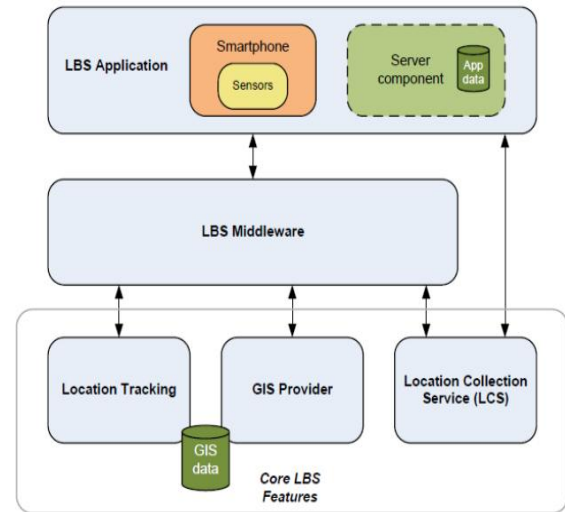 LBS Application
Smartphone
Sensors
Server
component
App
data
LBS Middleware
Location Tracking
GIS Provider
Location Collection
Service (LCS)
GIS
data
Core LBS
Features